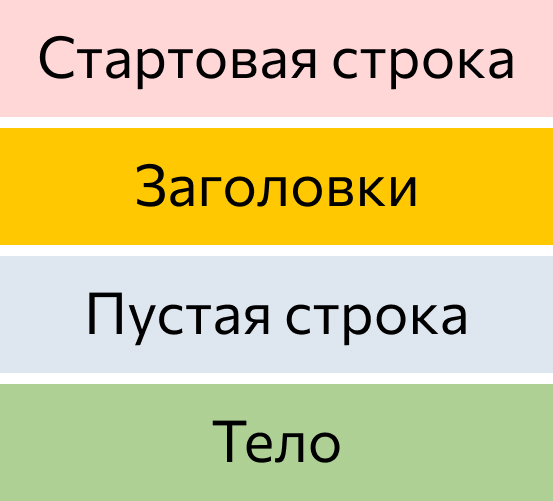 Стартовая строка
Заголовки
Пустая строка
Тело